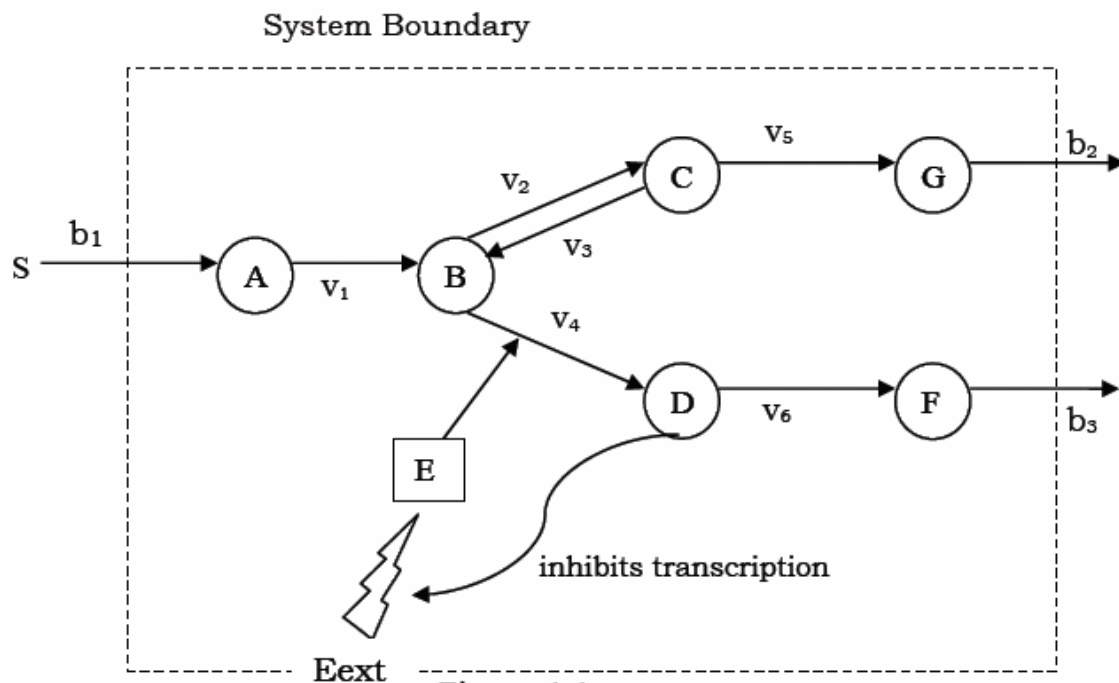 System Boundary
b₁
S
A
v₁
B
v₂
v₃
C
v₅
G
b₂
v₄
D
v₆
F
b₃
E
inhibits transcription
Eext